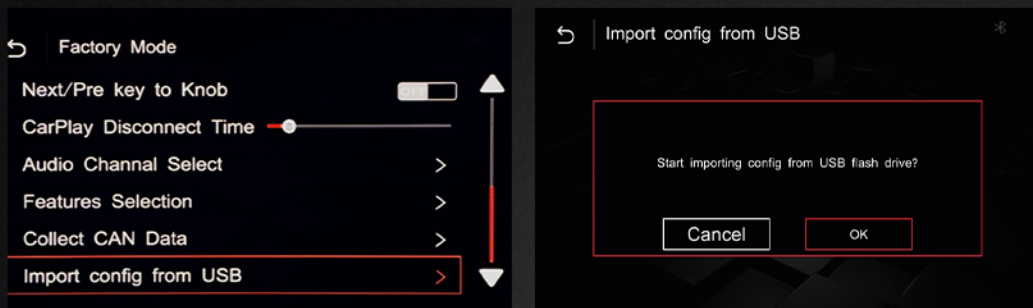 Factory Mode
Next/Pre key to Knob
OFF
CarPlay Disconnect Time
Audio Channal Select
Features Selection
Collect CAN Data
Import config from USB
Import config from USB
Start importing config from USB flash drive?
Cancel
OK